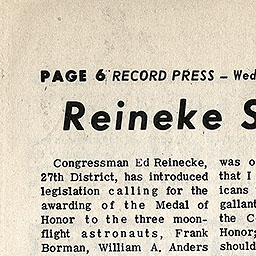 PAGE 6 RECORD PRESS — Wed
Reineke S
Congressman Ed Reinecke,
27th District, has introduced
legislation calling for the
awarding of the Medal of
Honor to the three moon-
flight astronauts, Frank
Borman, William A. Anders
was o
that I
icans
gallant
the C
Honor;
should